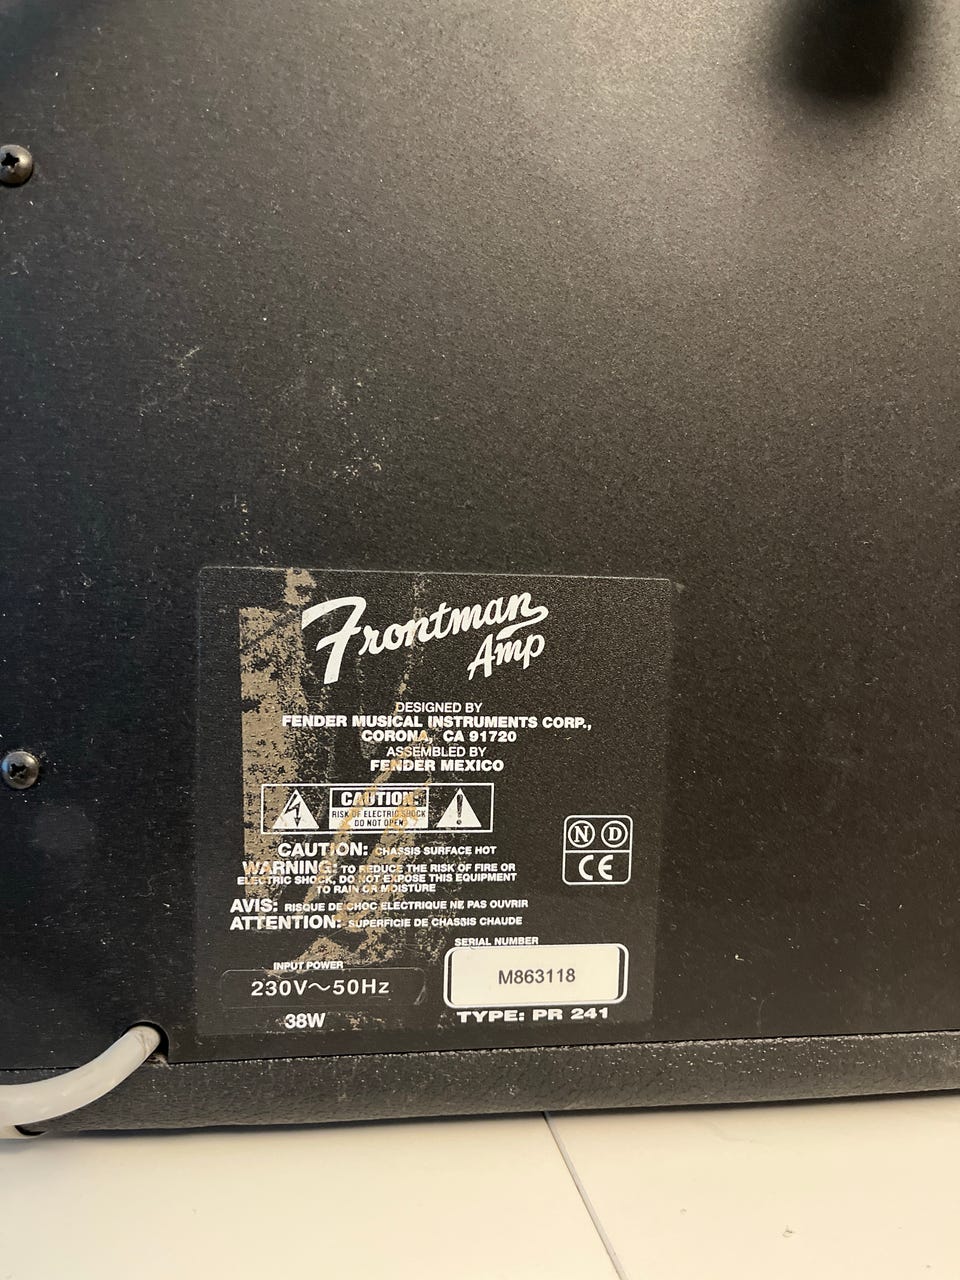 Frontman
Amp
DESIGNED BY
FENDER MUSICAL INSTRUMENTS CORP.,
CORONA, CA 91720
ASSEMBLED BY
FENDER MEXICO
CAUTION:
RISK OF ELECTRIC SHOCK
DO NOT OPEN
CAUTION: CHASSIS SURFACE HOT
WARNING: TO REDUCE THE RISK OF FIRE OR
ELECTRIC SHOCK, DO NOT EXPOSE THIS EQUIPMENT
TO RAIN OR MOISTURE
AVIS: RISQUE DE CHOC ELECTRIQUE NE PAS OUVRIR
ATTENTION: SUPERFICIE DE CHASSIS CHAUDE
N D
CE
INPUT POWER
230V~50Hz
38W
SERIAL NUMBER
M863118
TYPE: PR 241